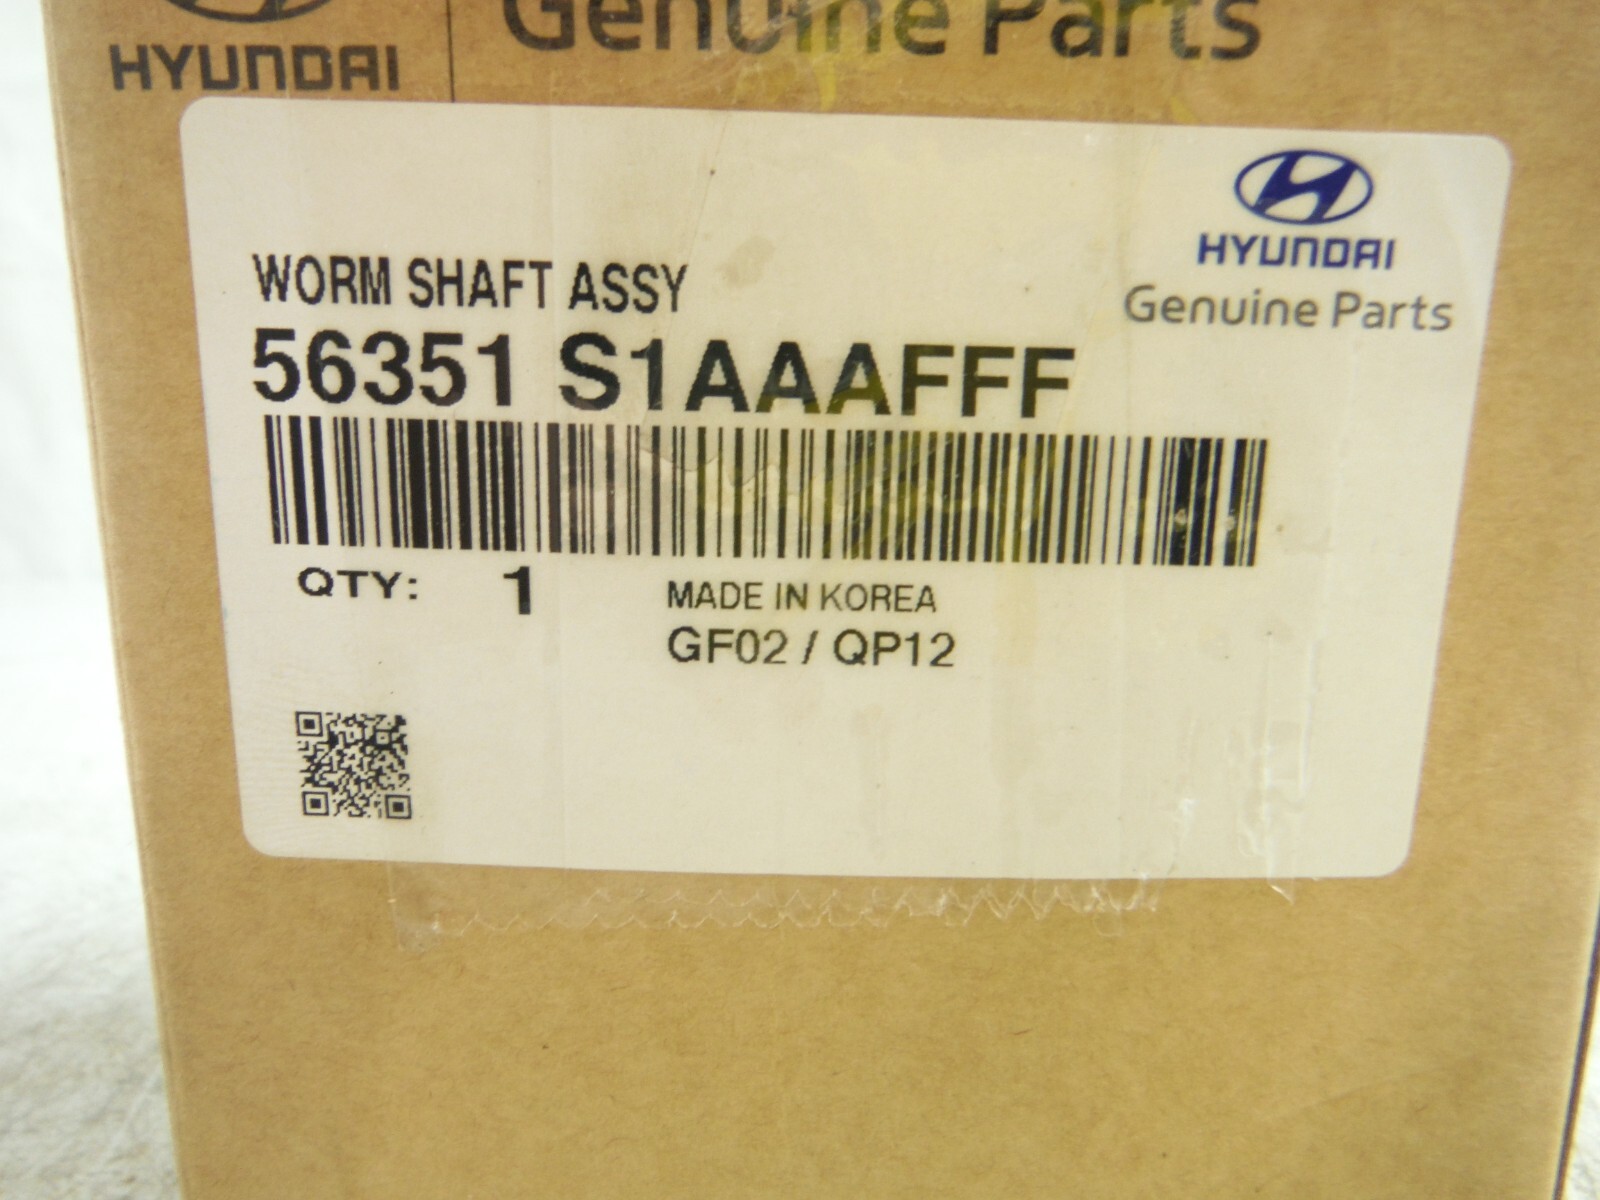 Genuine Parts
HYUNDAI
HYUNDAI
Genuine Parts
WORM SHAFT ASSY
56351 S1AAAFFF
QTY: 1
MADE IN KOREA
GF02 / QP12